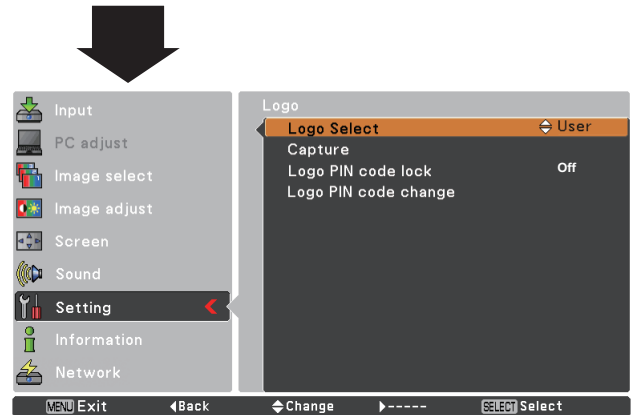 Input
PC adjust
Image select
Image adjust
Screen
Sound
Setting
Information
Network
Logo
Logo Select User
Capture
Logo PIN code lock Off
Logo PIN code change
MENU Exit Back Change ----- SELECT Select